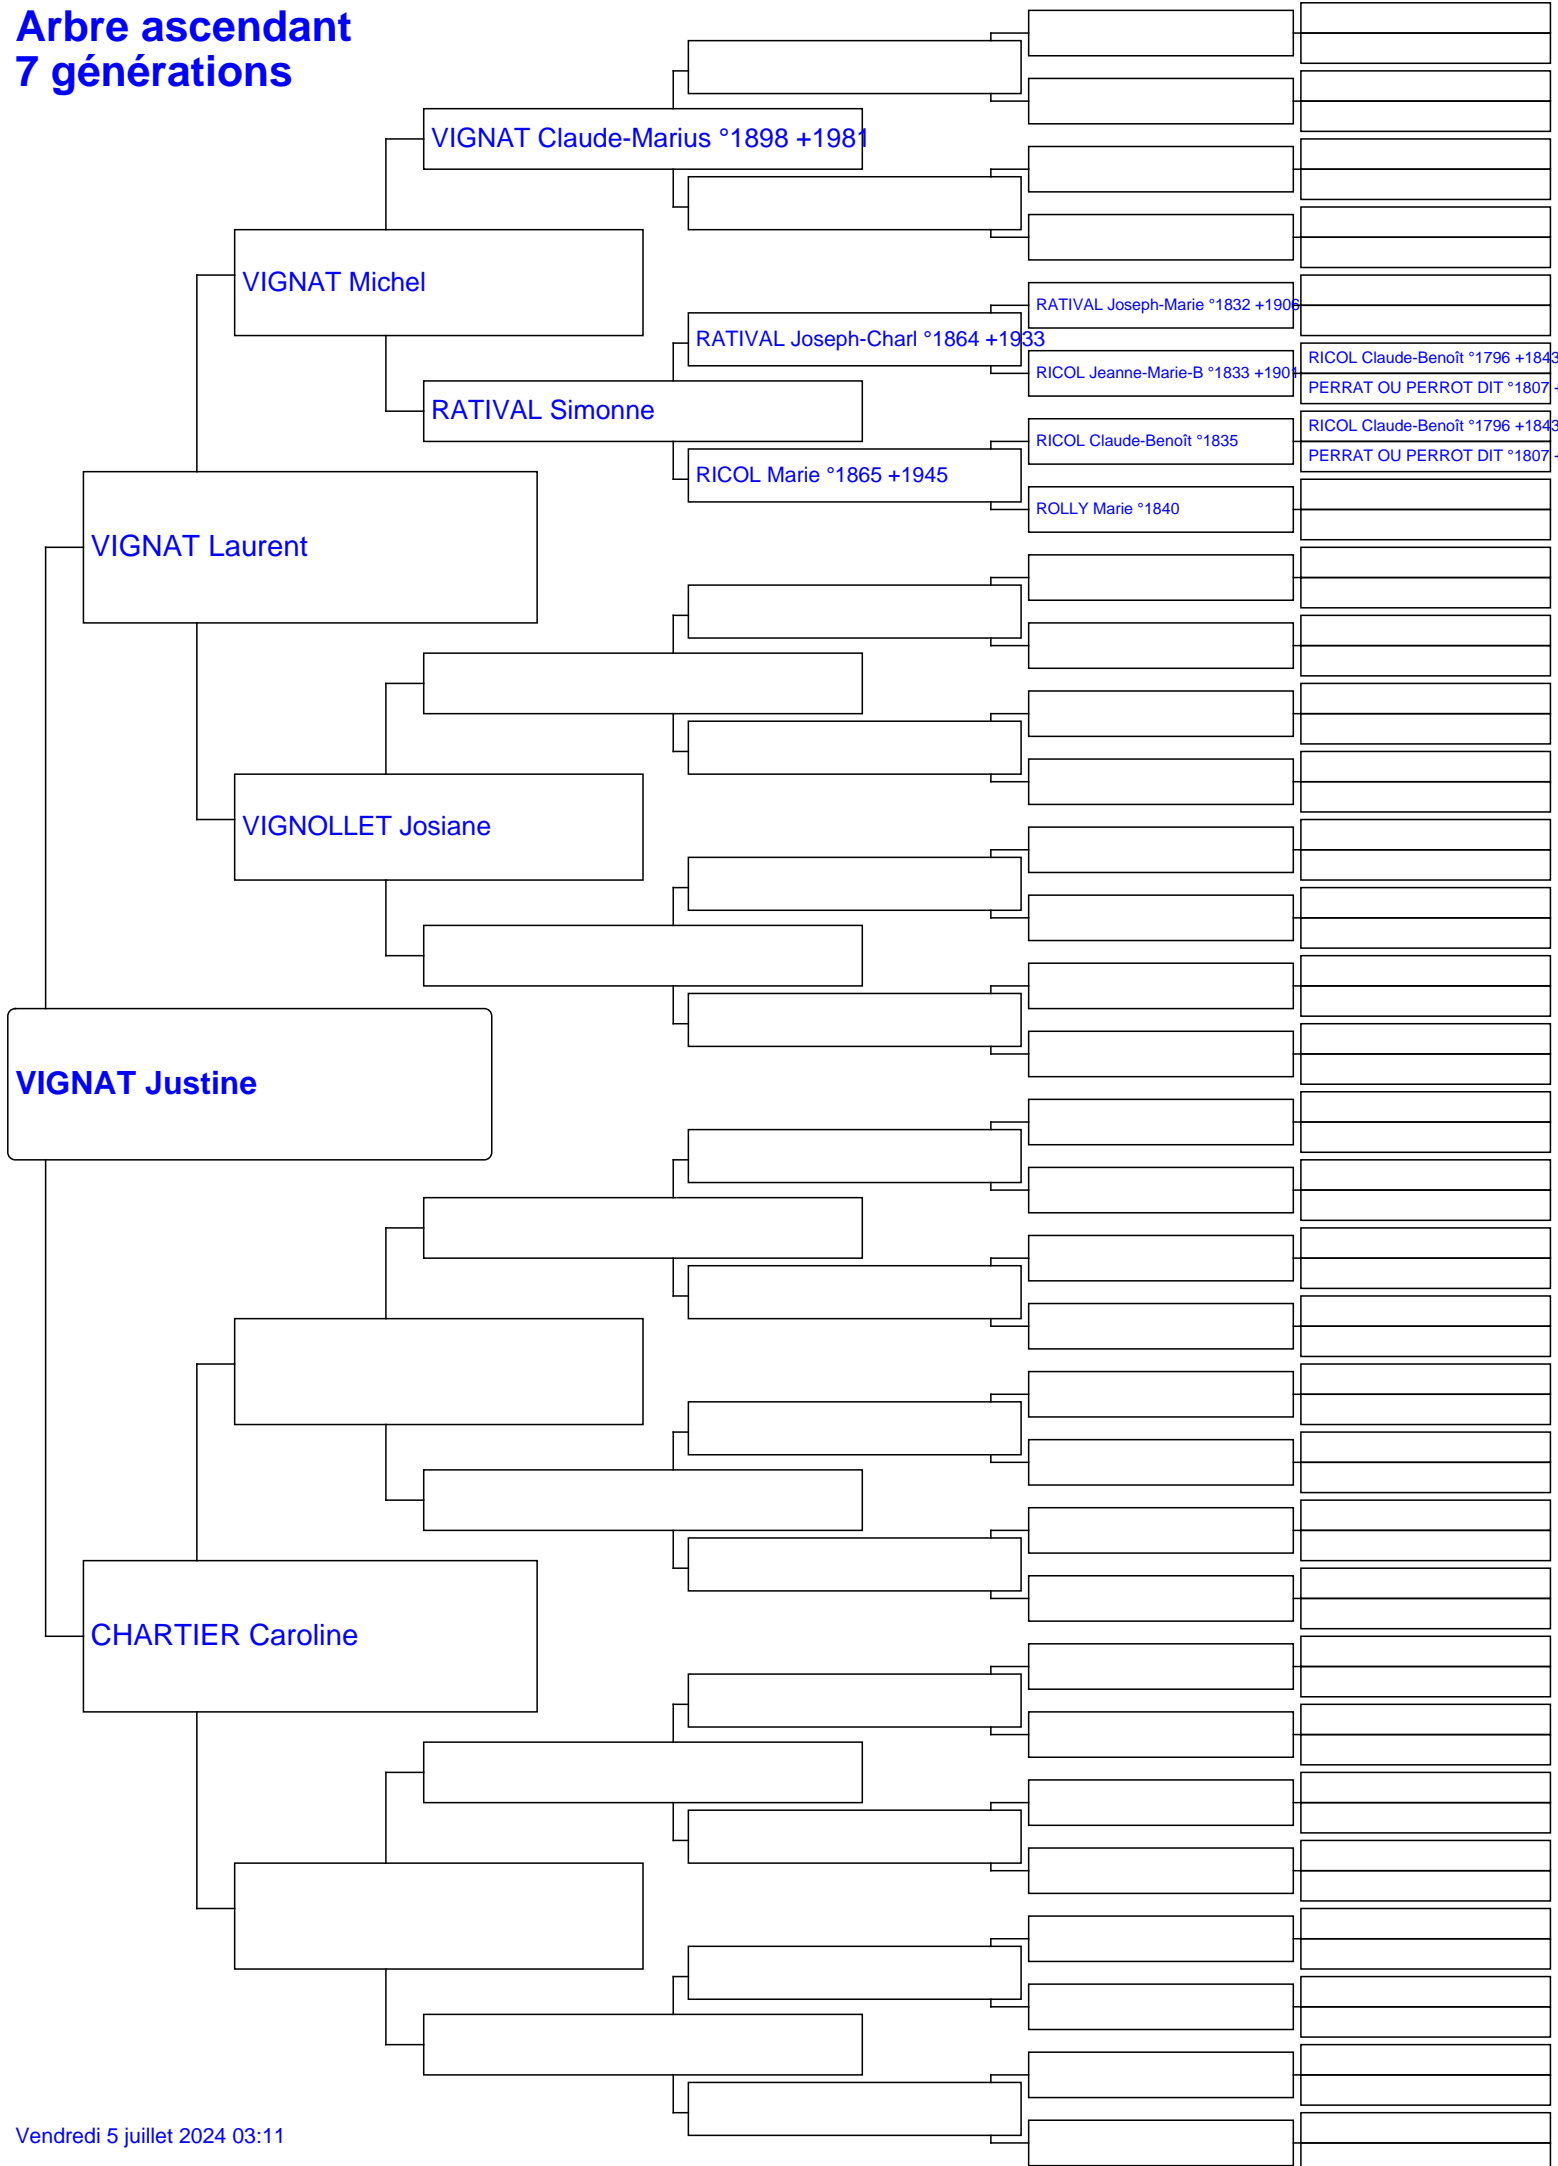 Arbre ascendant
7 générations
VIGNAT Claude-Marius °1898 +1981
VIGNAT Michel
RATIVAL Joseph-Marie °1832 +1906
RATIVAL Joseph-Charl °1864 +1933
RICOL Jeanne-Marie-B °1833 +1901
RICOL Claude-Benoît °1796 +1843
PERRAT OU PERROT DIT °1807 +
RATIVAL Simonne
RICOL Claude-Benoît °1835
RICOL Claude-Benoît °1796 +1843
PERRAT OU PERROT DIT °1807 +
RICOL Marie °1865 +1945
ROLLY Marie °1840
VIGNAT Laurent
VIGNOLLET Josiane
VIGNAT Justine
CHARTIER Caroline
Vendredi 5 juillet 2024 03:11